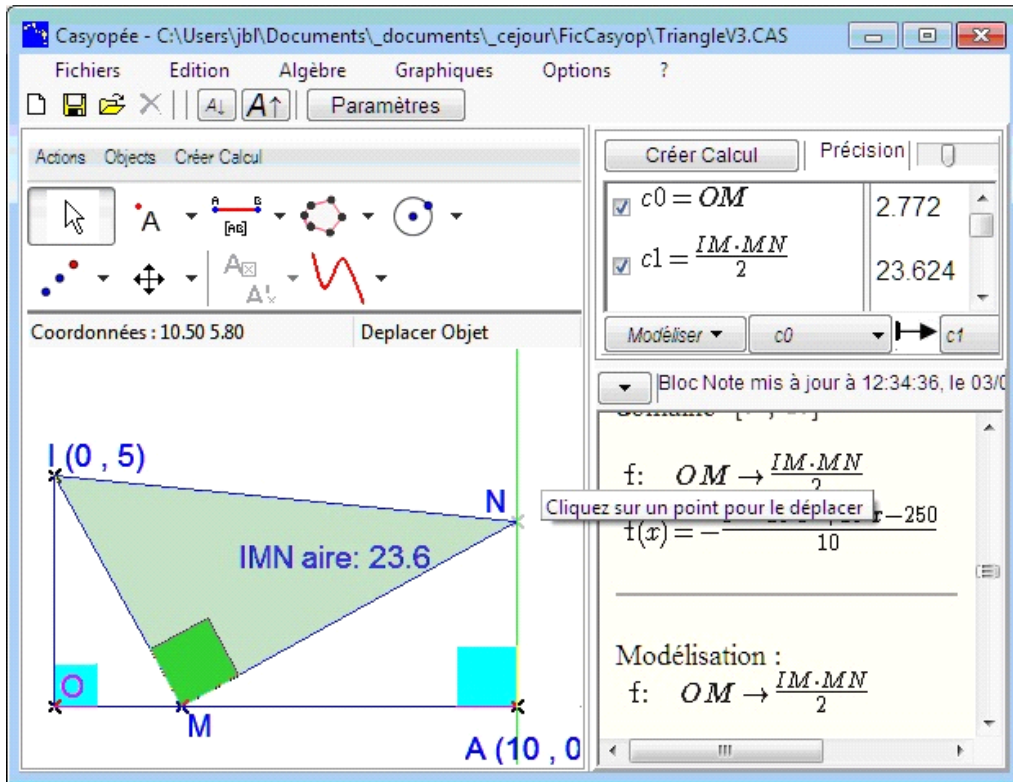 Casyopée - C:\Users\jbl\Documents\_documents\_cejour\FicCasyop\TriangleV3.CAS
Fichiers Edition Algèbre Graphiques Options ?
A↓ A↑ Paramètres
Actions Objects Créer Calcul
A A B [AB]
A A'
Coordonnées : 10.50 5.80 Deplacer Objet
I (0 , 5)
N
IMN aire: 23.6
O
M
A (10 , 0
Créer Calcul Précision
c0 = OM 2.772
c1 = IM·MN/2 23.624
Modéliser c0 c1
Bloc Note mis à jour à 12:34:36, le 03/0
f: OM → IM·MN/2
Cliquez sur un point pour le déplacer
f(x) = − x−250/10
Modélisation :
f: OM → IM·MN/2